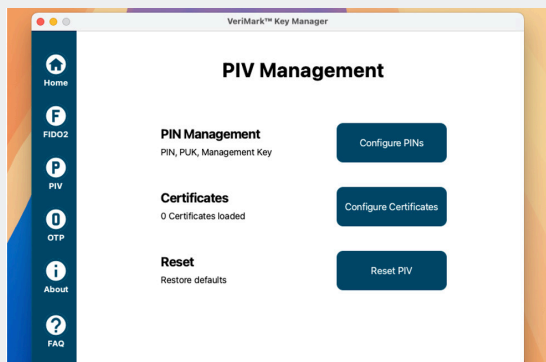 VeriMark™ Key Manager
Home
F
FIDO2
P
PIV
O
OTP
i
About
?
FAQ
PIV Management
PIN Management
PIN, PUK, Management Key
Configure PINs
Certificates
0 Certificates loaded
Configure Certificates
Reset
Restore defaults
Reset PIV